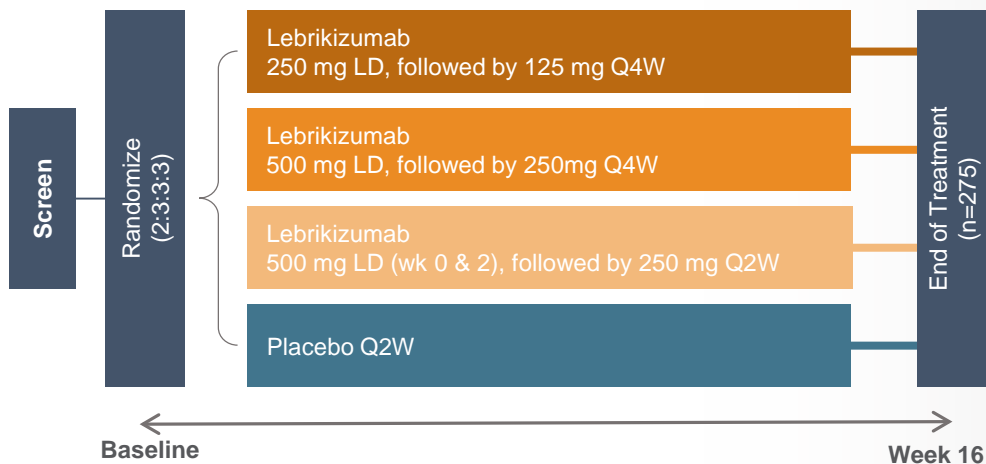 Screen
Randomize
(2:3:3:3)
Lebrikizumab
250 mg LD, followed by 125 mg Q4W
Lebrikizumab
500 mg LD, followed by 250mg Q4W
Lebrikizumab
500 mg LD (wk 0 & 2), followed by 250 mg Q2W
Placebo Q2W
End of Treatment
(n=275)
Baseline
Week 16